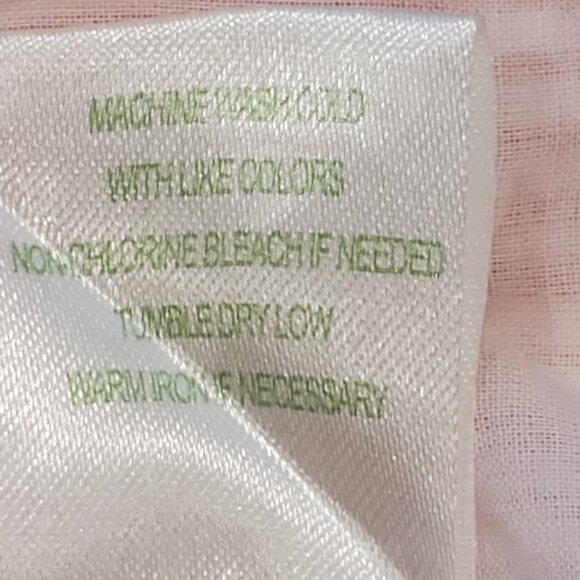 MACHINE WASH COLD
WITH LIKE COLORS
NON-CHLORINE BLEACH IF NEEDED
TUMBLE DRY LOW
WARM IRON IF NECESSARY